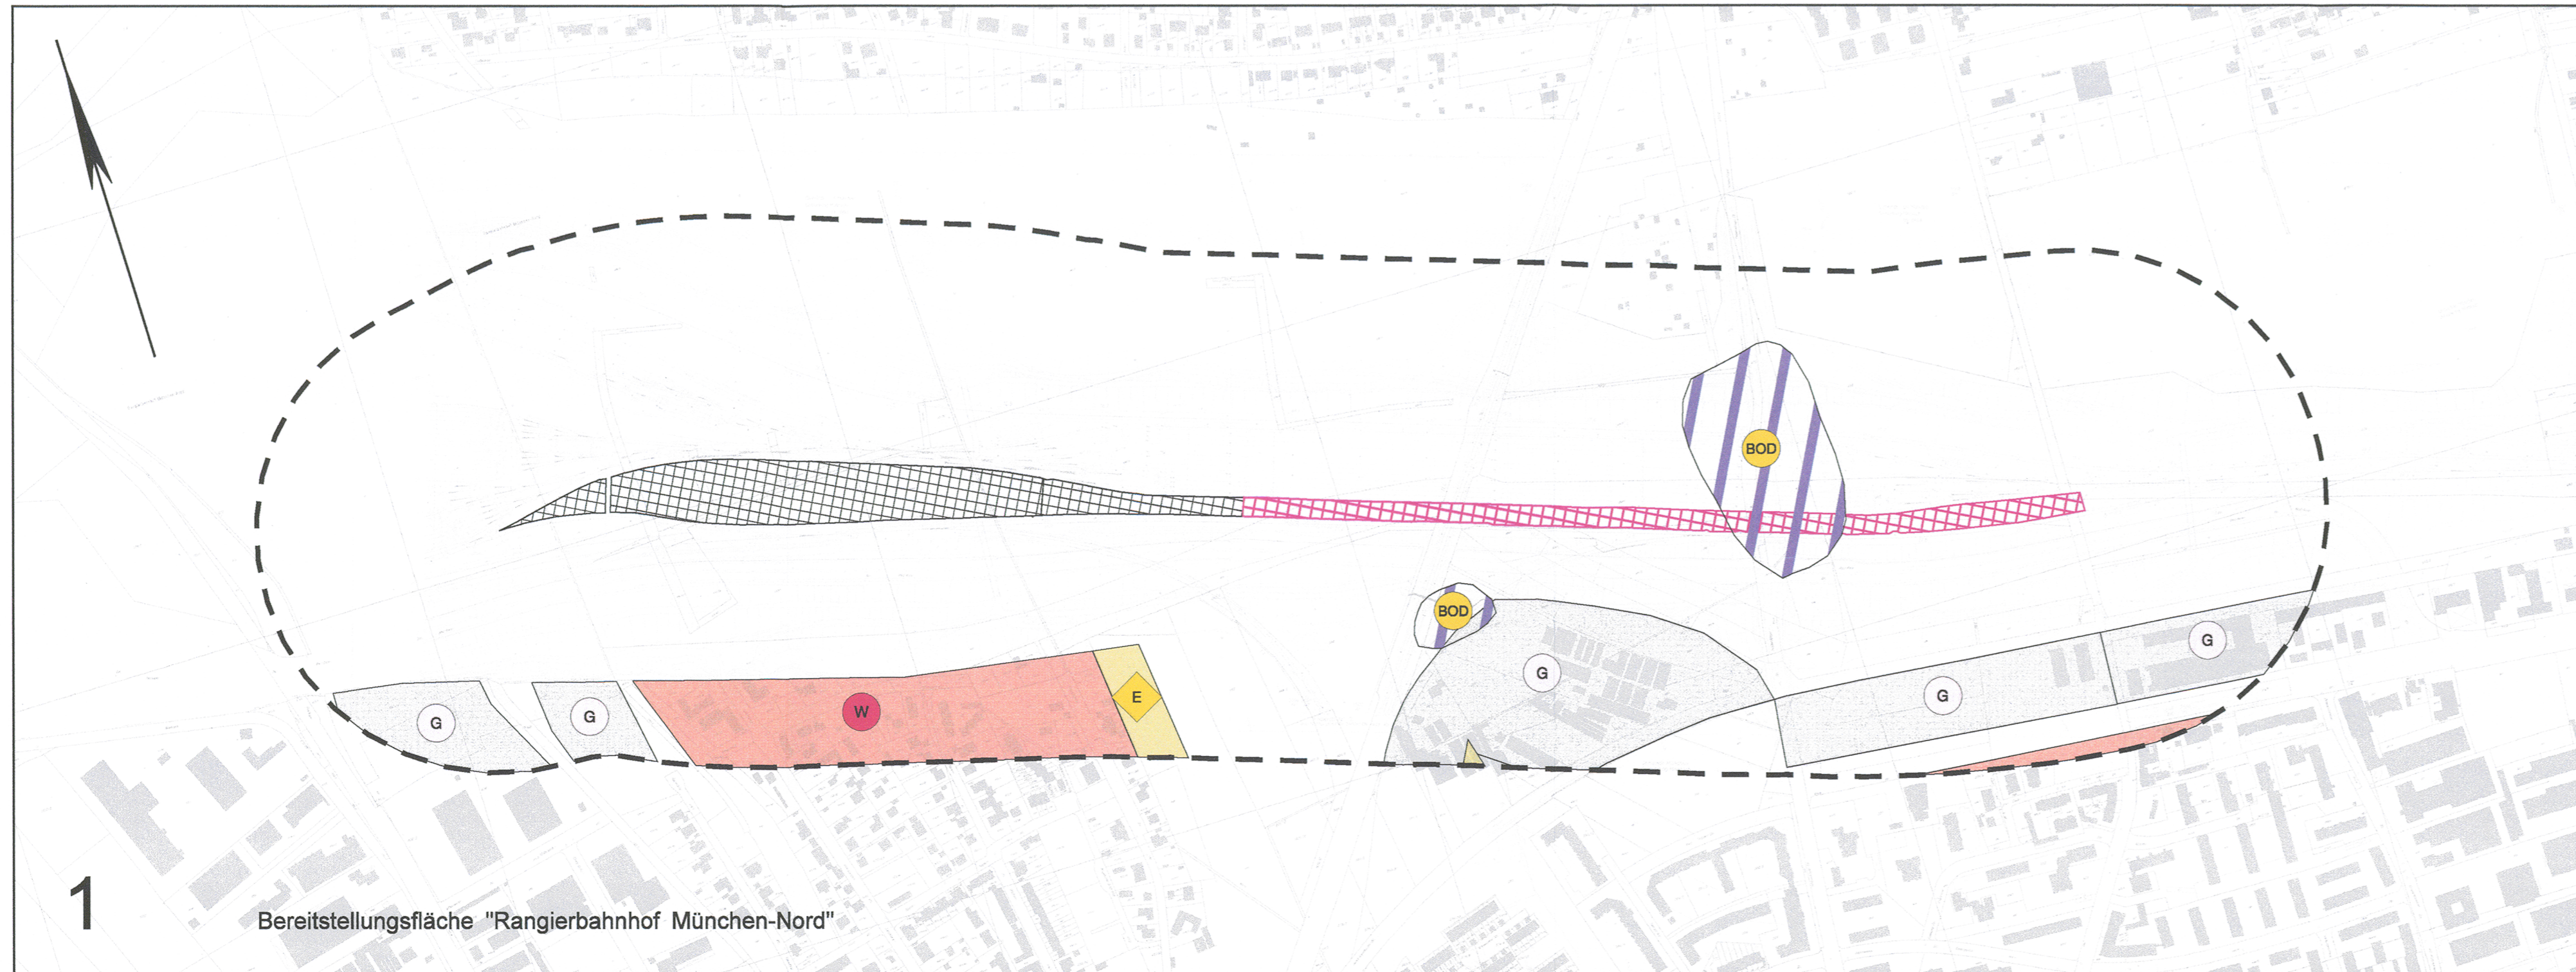 BOD
BOD
G
G
G
E
W
G
G
1
Bereitstellungsfläche "Rangierbahnhof München-Nord"